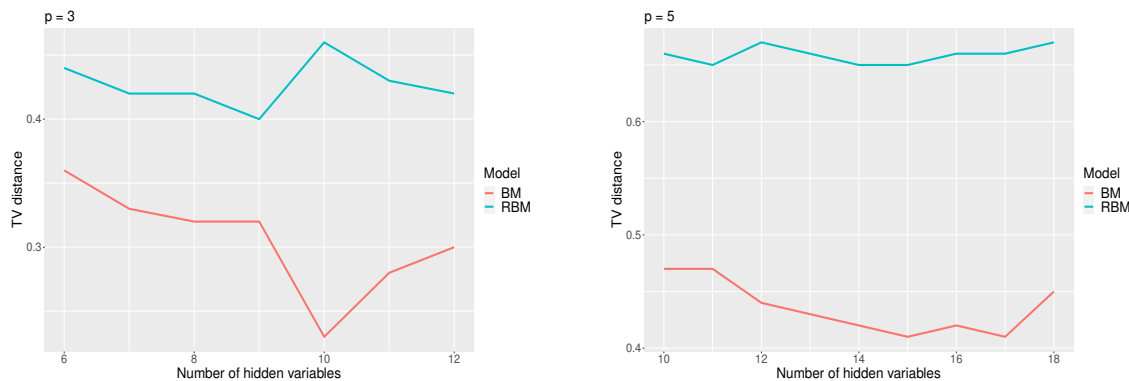 p = 3
TV distance
0.4
0.3
6
8
10
12
Number of hidden variables
Model
BM
RBM
p = 5
TV distance
0.6
0.5
0.4
10
12
14
16
18
Number of hidden variables
Model
BM
RBM